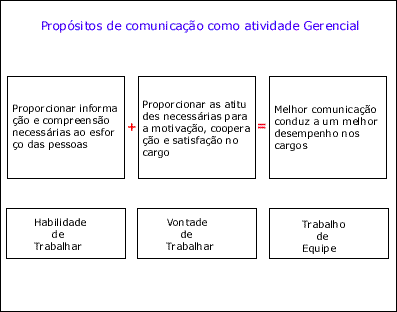 Propósitos de comunicação como atividade Gerencial
Proporcionar informa
ção e compreensão
necessárias ao esfor
ço das pessoas
+
Proporcionar as atitu
des necessárias para
a motivação, coopera
ção e satisfação no
cargo
=
Melhor comunicação
conduz a um melhor
desempenho nos
cargos
Habilidade
de
Trabalhar
Vontade
de
Trabalhar
Trabalho
de
Equipe